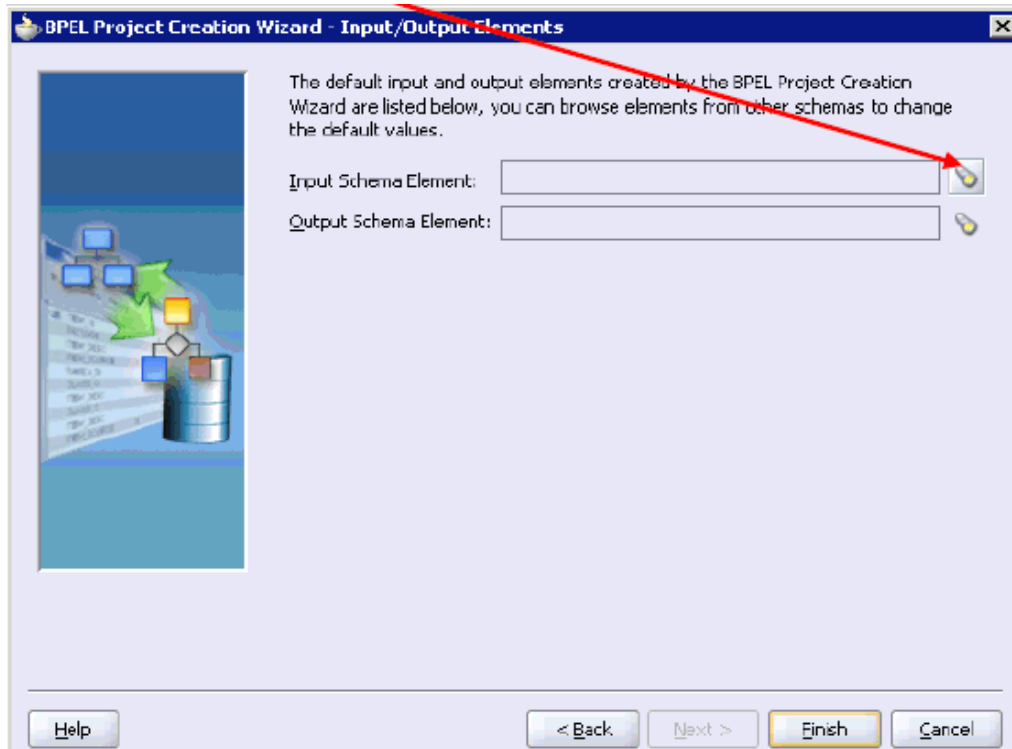 BPEL Project Creation Wizard - Input/Output Elements
The default input and output elements created by the BPEL Project Creation
Wizard are listed below, you can browse elements from other schemas to change
the default values.
Input Schema Element:
Output Schema Element:
Help
< Back
Next >
Finish
Cancel